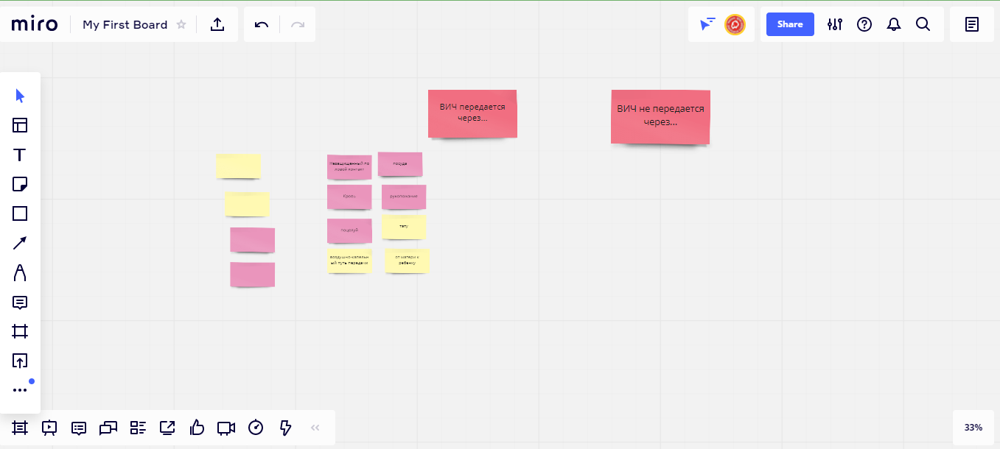 miro
My First Board
Share
ВИЧ передается
через...
ВИЧ не передается
через...
Незащищенный по
ловой контакт
посуда
Кровь
рукопожание
поцелуй
тату
воздушно-капельн
ый путь передачи
от матери к
ребенку
33%